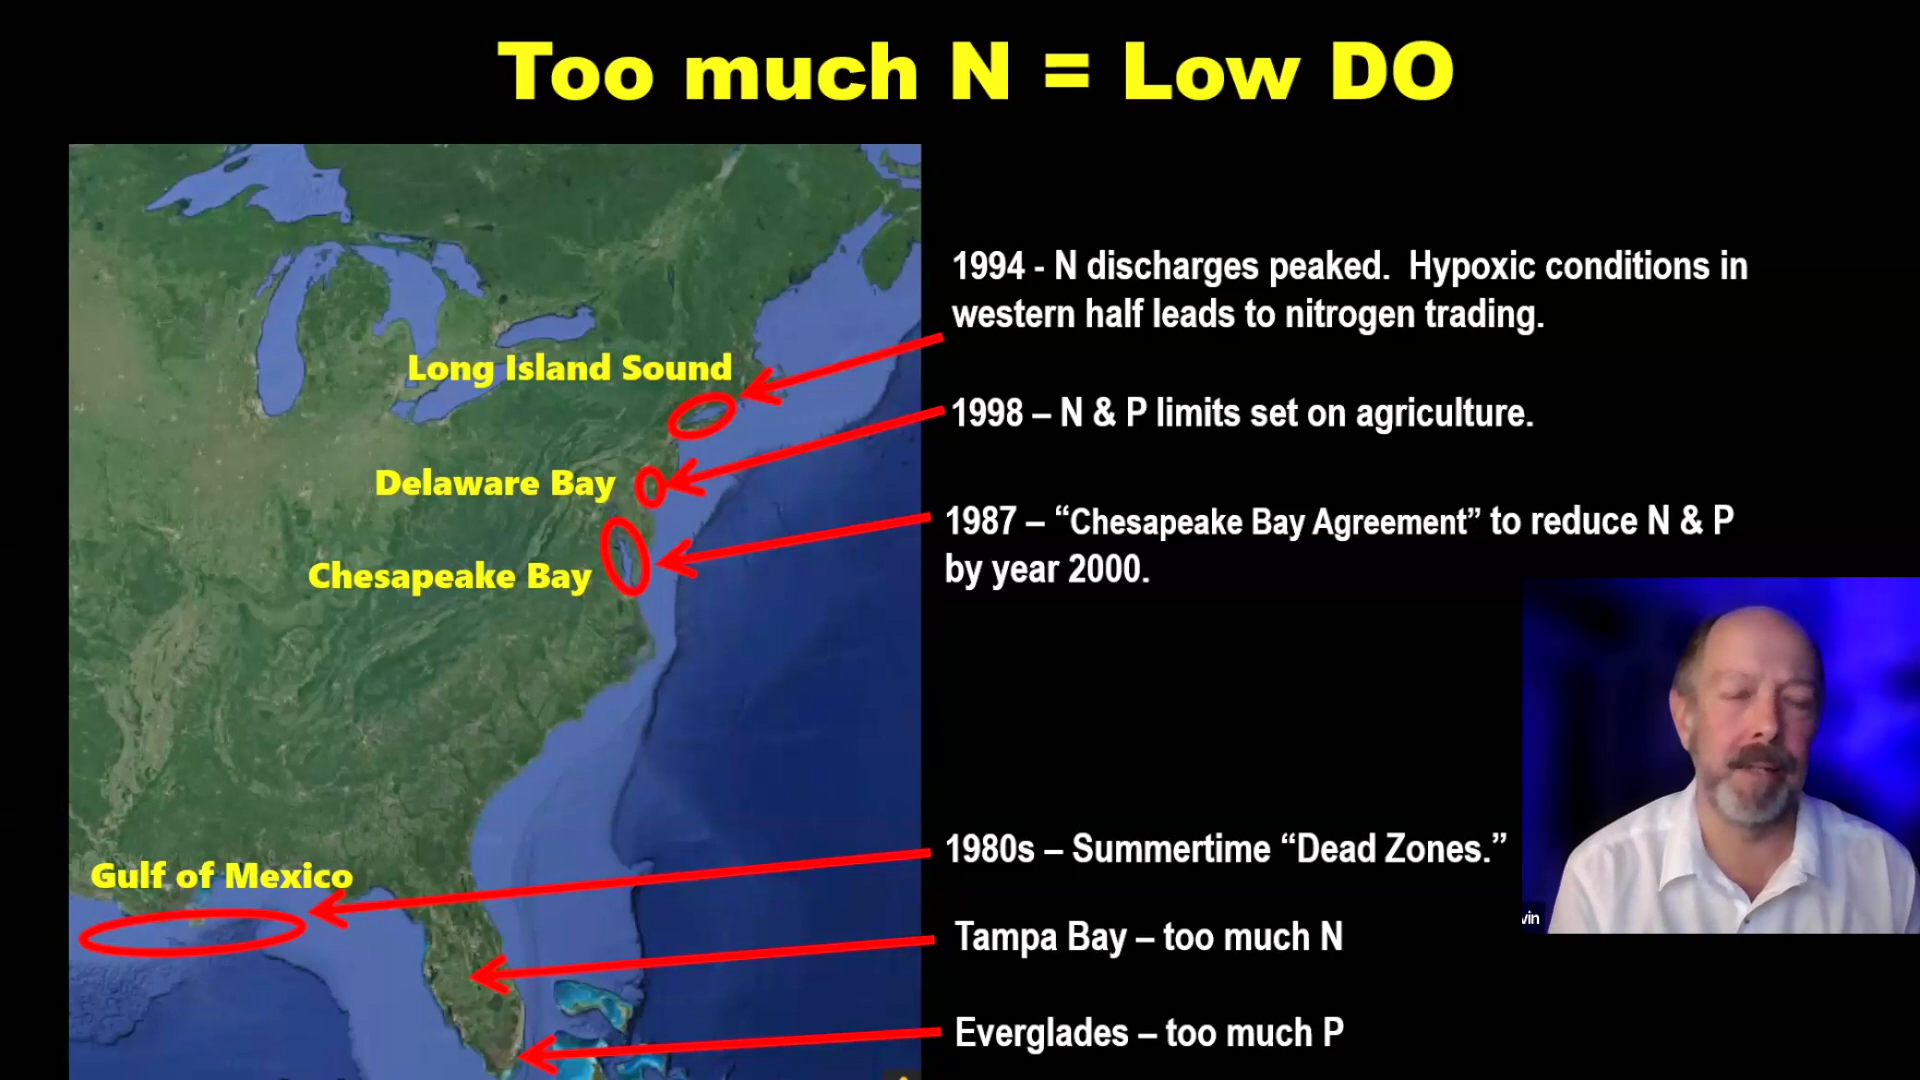 Too much N = Low DO
1994 - N discharges peaked. Hypoxic conditions in
western half leads to nitrogen trading.
Long Island Sound
1998 – N & P limits set on agriculture.
Delaware Bay
1987 – “Chesapeake Bay Agreement” to reduce N & P
by year 2000.
Chesapeake Bay
1980s – Summertime “Dead Zones.”
Gulf of Mexico
Tampa Bay – too much N
vin
Everglades – too much P